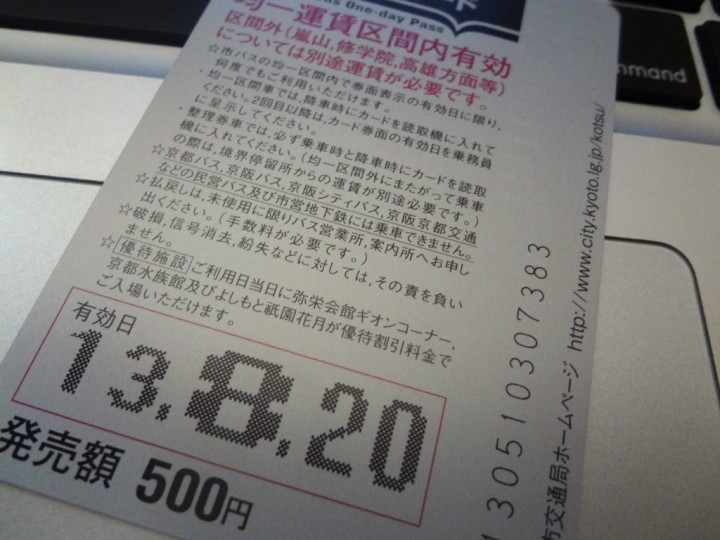 ード
One-day Pass
均一運賃区間内有効
区間外(嵐山,修学院,高雄方面等)
については別途運賃が必要です。
☆市バスの均一区間内で券面表示の有効日に限り,
何度でもご利用いただけます。
・均一区間車では,降車時にカードを読取機に入れて
ください。2回目以降は,カード券面の有効日を乗務員
に呈示してください。
・整理券車では,必ず乗車時と降車時にカードを読取
機に入れてください。(均一区間外にまたがって乗車
の際は,境界停留所からの運賃が別途必要です。)
☆京都バス,京阪バス,京阪シティバス,京阪京都交通
などの民営バス及び市営地下鉄には乗車できません。
☆払戻しは,未使用に限りバス営業所,案内所へお申し
出ください。(手数料が必要です。)
☆破損,信号消去,紛失などに対しては,その責を負い
ません。
☆優待施設 ご利用日当日に弥栄会館ギオンコーナー,
京都水族館及びよしもと祇園花月が優待割引料金で
ご入場いただけます。
有効日
13.8.20
発売額 500円
13051030738 3
市交通局ホームページ http://www.city.kyoto.lg.jp/kotsu/
mmand